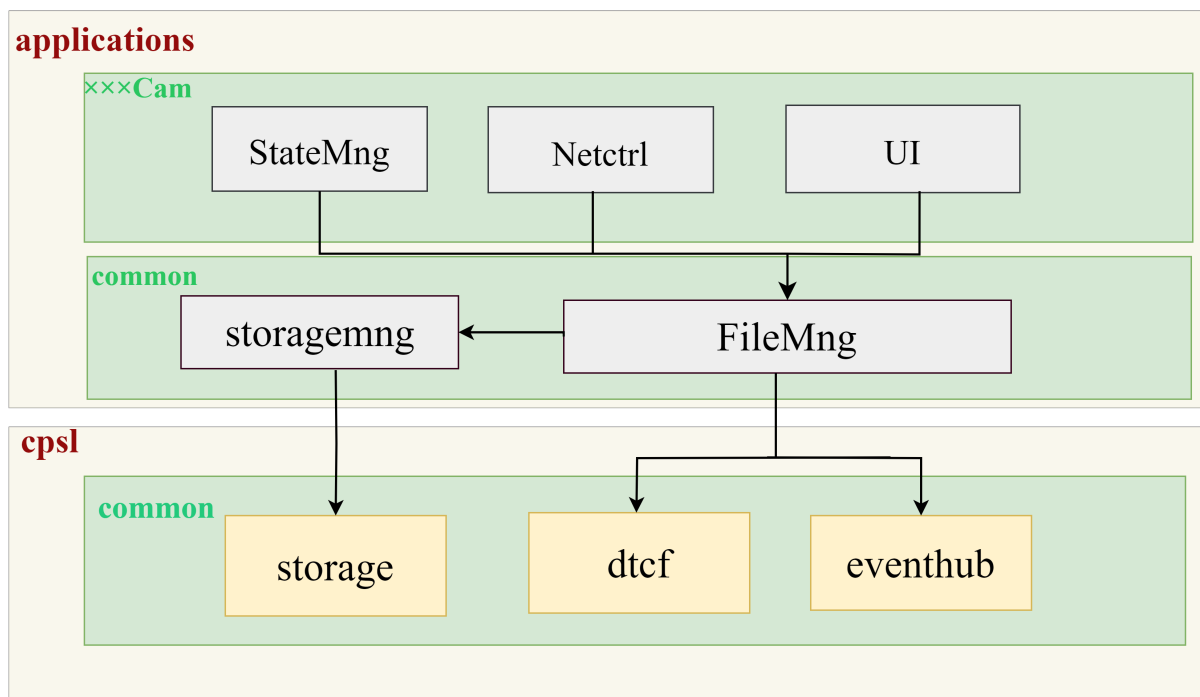 applications
×××Cam
StateMng
Netctrl
UI
common
storagemng
FileMng
cpsl
common
storage
dtcf
eventhub